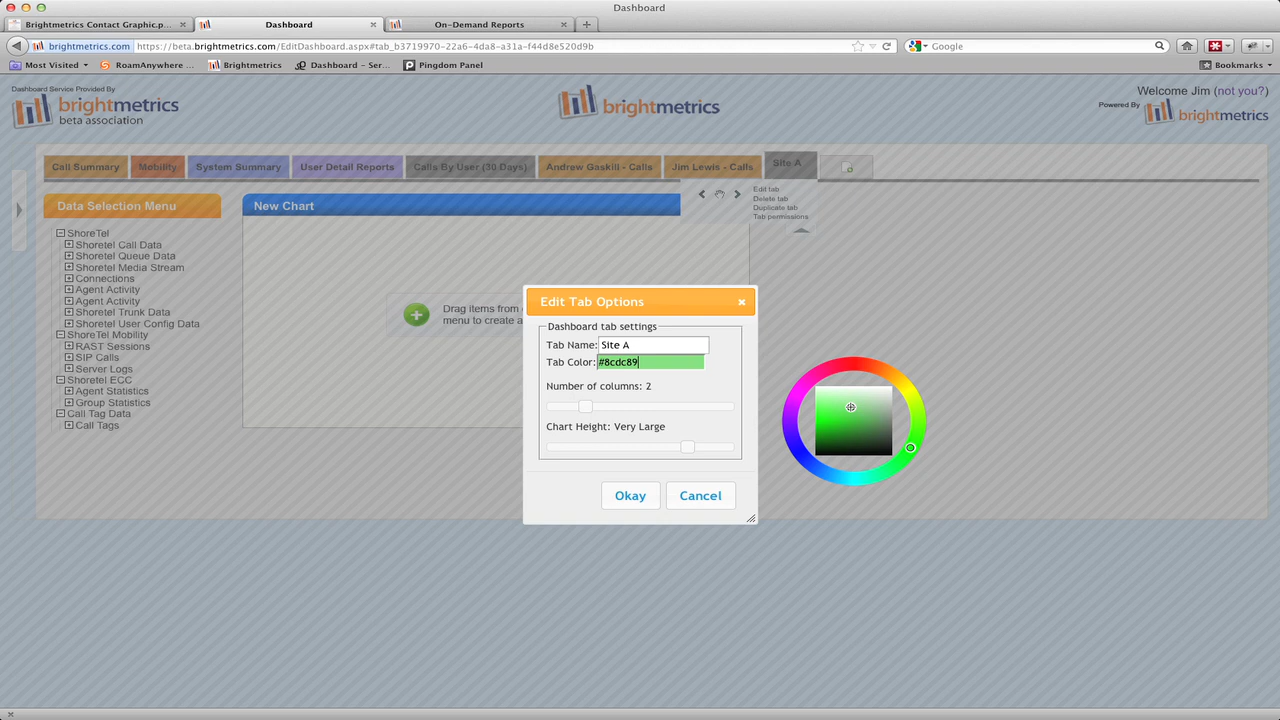 Dashboard
Brightmetrics Contact Graphic.p...
Dashboard
On-Demand Reports
brightmetrics.com
https://beta.brightmetrics.com/EditDashboard.aspx#tab_b3719970-22a6-4da8-a31a-f44d8e520d9b
Google
Most Visited
RoamAnywhere ...
Brightmetrics
Dashboard – Ser...
Pingdom Panel
Bookmarks
Dashboard Service Provided By
brightmetrics
beta association
brightmetrics
Welcome Jim (not you?)
Powered By
brightmetrics
Call Summary
Mobility
System Summary
User Detail Reports
Calls By User (30 Days)
Andrew Gaskill - Calls
Jim Lewis - Calls
Site A
Edit tab
Delete tab
Duplicate tab
Tab permissions
Data Selection Menu
New Chart
ShoreTel
Shoretel Call Data
Shoretel Queue Data
Shoretel Media Stream
Connections
Agent Activity
Agent Activity
Shoretel Trunk Data
Shoretel User Config Data
ShoreTel Mobility
RAST Sessions
SIP Calls
Server Logs
Shoretel ECC
Agent Statistics
Group Statistics
Call Tag Data
Call Tags
Drag items from
menu to create a
Edit Tab Options
Dashboard tab settings
Tab Name: Site A
Tab Color: #8cdc89
Number of columns: 2
Chart Height: Very Large
Okay
Cancel